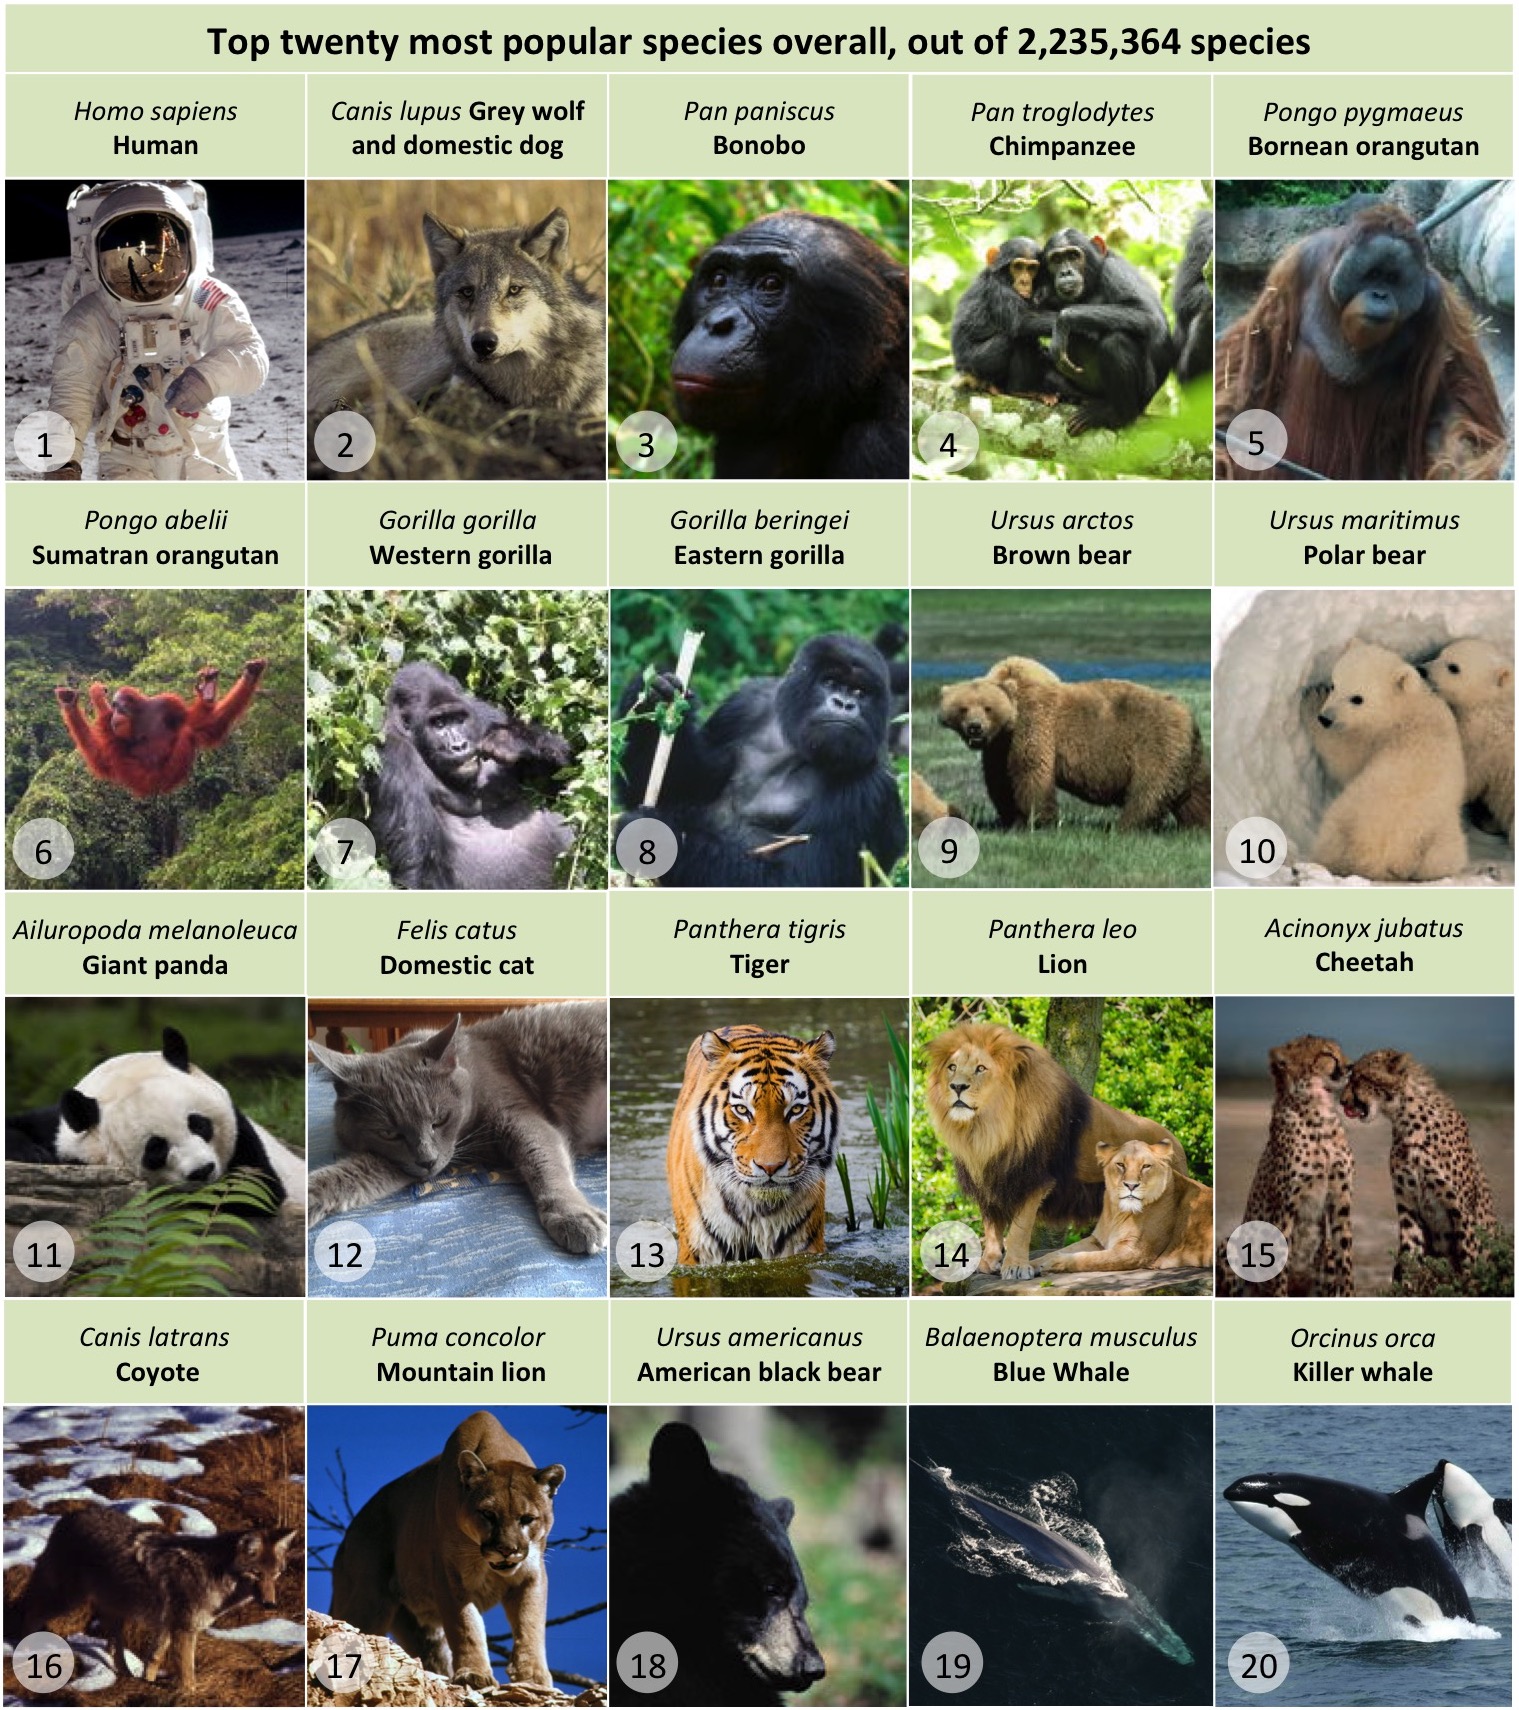 Top twenty most popular species overall, out of 2,235,364 species
Homo sapiens
Human
Canis lupus Grey wolf
and domestic dog
Pan paniscus
Bonobo
Pan troglodytes
Chimpanzee
Pongo pygmaeus
Bornean orangutan
1
2
3
4
5
Pongo abelii
Sumatran orangutan
Gorilla gorilla
Western gorilla
Gorilla beringei
Eastern gorilla
Ursus arctos
Brown bear
Ursus maritimus
Polar bear
6
7
8
9
10
Ailuropoda melanoleuca
Giant panda
Felis catus
Domestic cat
Panthera tigris
Tiger
Panthera leo
Lion
Acinonyx jubatus
Cheetah
11
12
13
14
15
Canis latrans
Coyote
Puma concolor
Mountain lion
Ursus americanus
American black bear
Balaenoptera musculus
Blue Whale
Orcinus orca
Killer whale
16
17
18
19
20